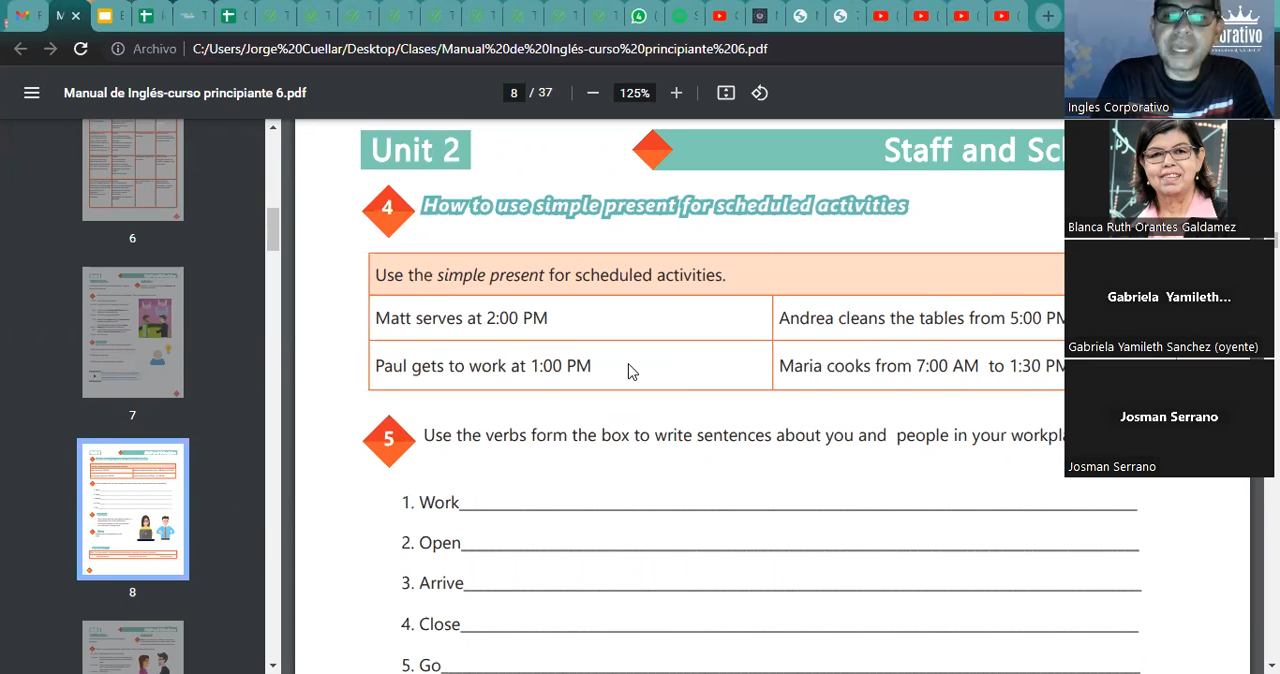 M
T
Archivo
C:/Users/Jorge%20Cuellar/Desktop/Clases/Manual%20de%20Inglés-curso%20principiante%206.pdf
Manual de Inglés-curso principiante 6.pdf
8 / 37
125%
6
7
8
Unit 2
Staff and Sc
4
How to use simple present for scheduled activities
Use the simple present for scheduled activities.
Matt serves at 2:00 PM
Andrea cleans the tables from 5:00 PM
Paul gets to work at 1:00 PM
Maria cooks from 7:00 AM to 1:30 PM
5
Use the verbs form the box to write sentences about you and people in your workpla
1. Work
2. Open
3. Arrive
4. Close
5. Go
Ingles Corporativo
Blanca Ruth Orantes Galdamez
Gabriela Yamileth...
Gabriela Yamileth Sanchez (oyente)
Josman Serrano
Josman Serrano